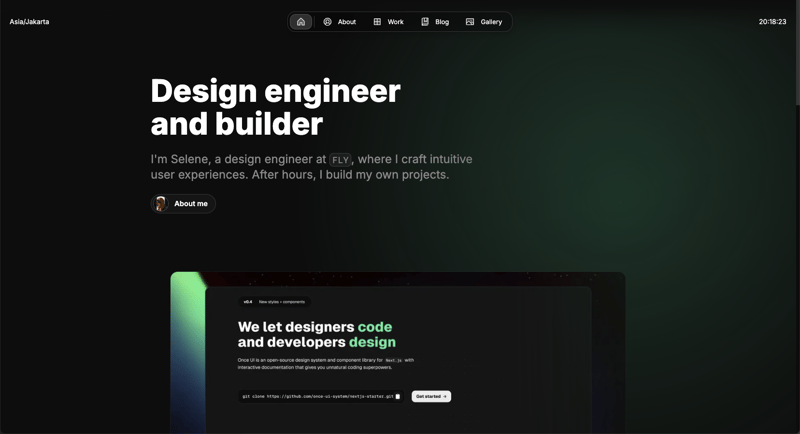 Asia/Jakarta
About
Work
Blog
Gallery
20:18:23
Design engineer
and builder
I'm Selene, a design engineer at FLY, where I craft intuitive
user experiences. After hours, I build my own projects.
About me
v0.4 New styles + components
We let designers code
and developers design
Once UI is an open-source design system and component library for Next.js with
interactive documentation that gives you unnatural coding superpowers.
git clone https://github.com/once-ui-system/nextjs-starter.git
Get started →